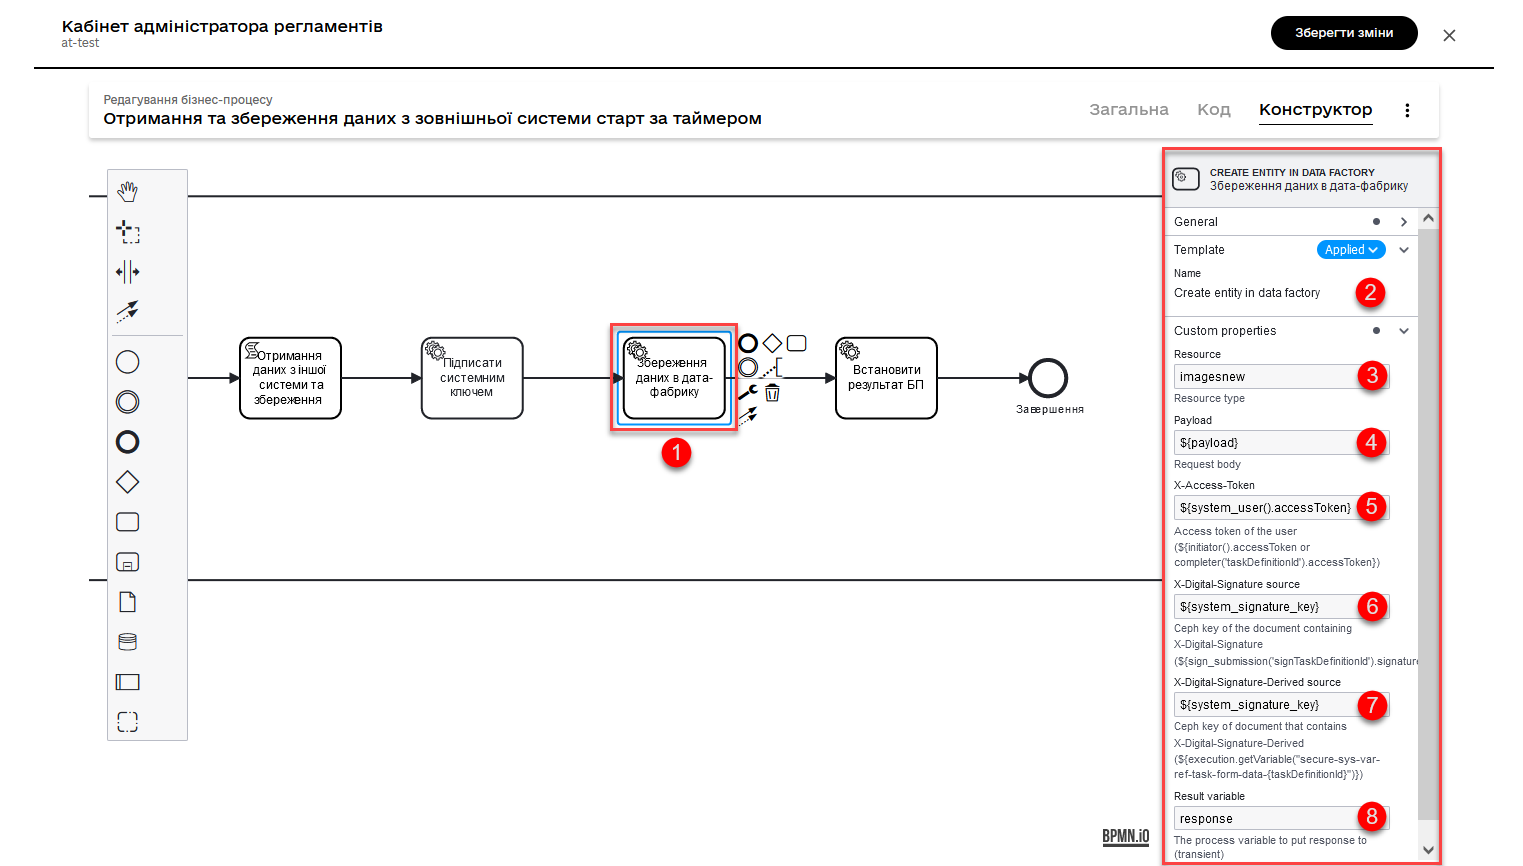 Кабінет адміністратора регламентів
at-test
Зберегти зміни
Редагування бізнес-процесу
Отримання та збереження даних з зовнішньої системи старт за таймером
Загальна
Код
Конструктор
Отримання
даних з іншої
системи та
збереження
Підписати
системним
ключем
Збереження
даних в дата-
фабрику
1
Встановити
результат БП
Завершення
BPMN.iO
CREATE ENTITY IN DATA FACTORY
Збереження даних в дата-фабрику
General
Template
Applied
Name
Create entity in data factory
2
Custom properties
Resource
imagesnew
3
Resource type
Payload
${payload}
4
Request body
X-Access-Token
${system_user().accessToken}
5
Access token of the user
(${initiator().accessToken or
completer('taskDefinitionId').accessToken})
X-Digital-Signature source
${system_signature_key}
6
Ceph key of the document containing
X-Digital-Signature
(${sign_submission('signTaskDefinitionId').signature
X-Digital-Signature-Derived source
${system_signature_key}
7
Ceph key of document that contains
X-Digital-Signature-Derived
(${execution.getVariable("secure-sys-var-
ref-task-form-data-{taskDefinitionId}")})
Result variable
response
8
The process variable to put response to
(transient)